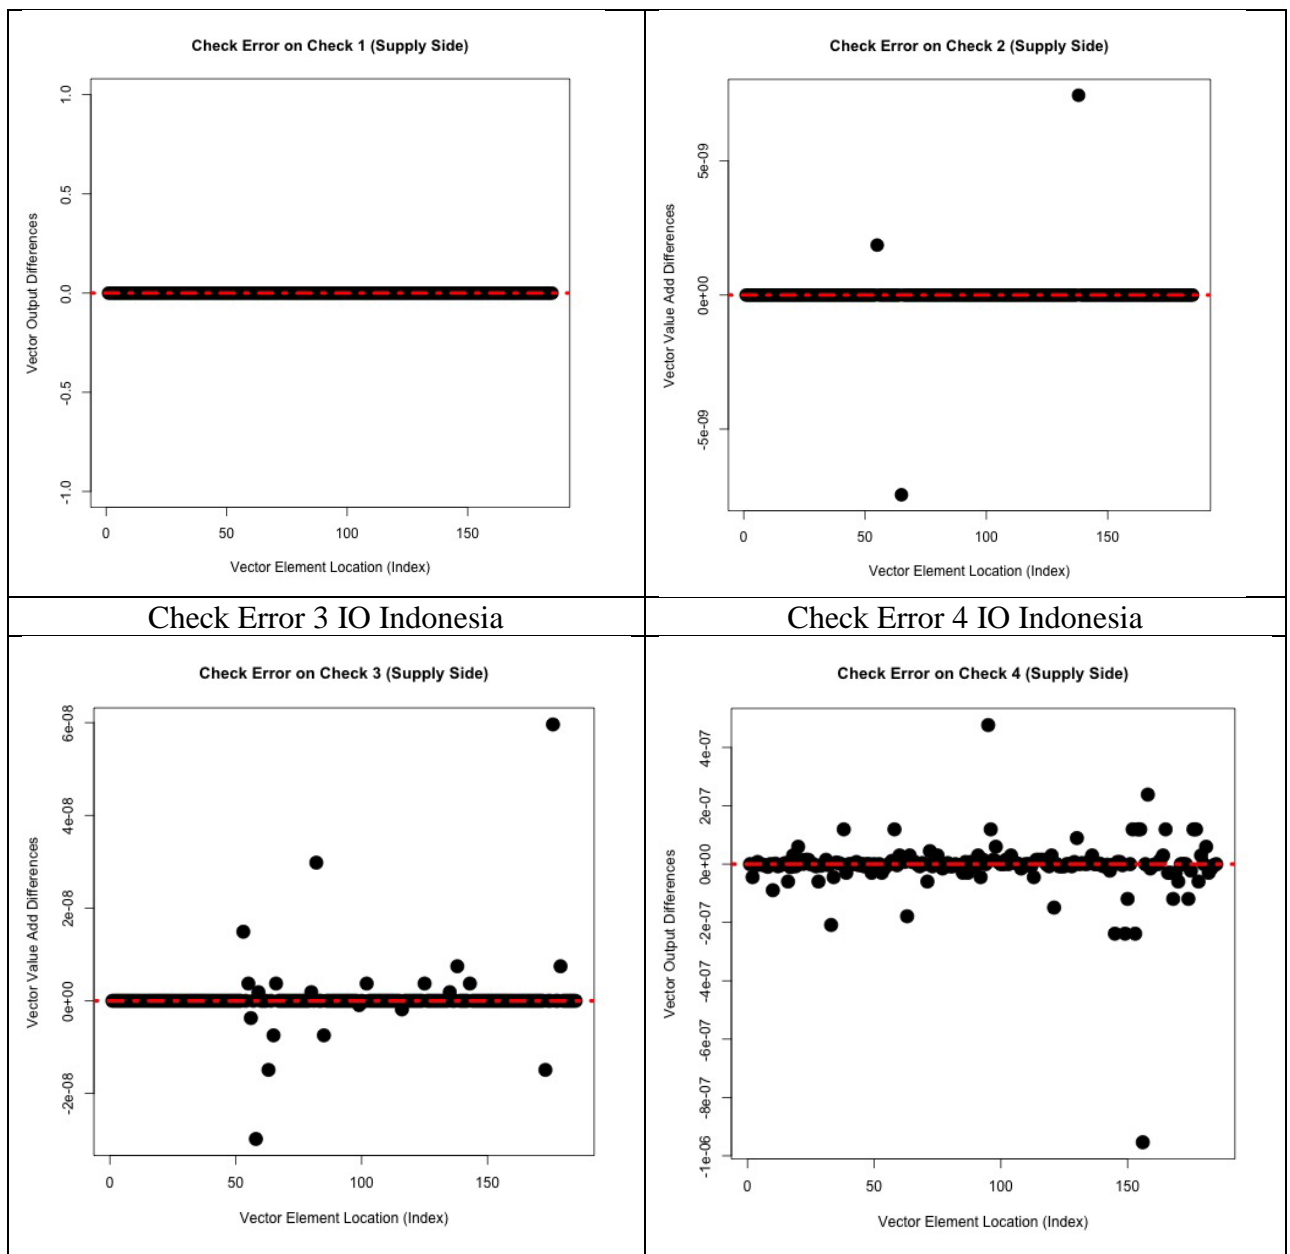 Check Error on Check 1 (Supply Side)
1.0
0.5
0.0
-0.5
-1.0
Vector Output Differences
0 50 100 150
Vector Element Location (Index)
Check Error on Check 2 (Supply Side)
5e-09
0e+00
-5e-09
Vector Value Add Differences
0 50 100 150
Vector Element Location (Index)
Check Error 3 IO Indonesia
Check Error 4 IO Indonesia
Check Error on Check 3 (Supply Side)
6e-08
4e-08
2e-08
0e+00
-2e-08
Vector Value Add Differences
0 50 100 150
Vector Element Location (Index)
Check Error on Check 4 (Supply Side)
4e-07
2e-07
0e+00
-2e-07
-4e-07
-6e-07
-8e-07
-1e-06
Vector Output Differences
0 50 100 150
Vector Element Location (Index)